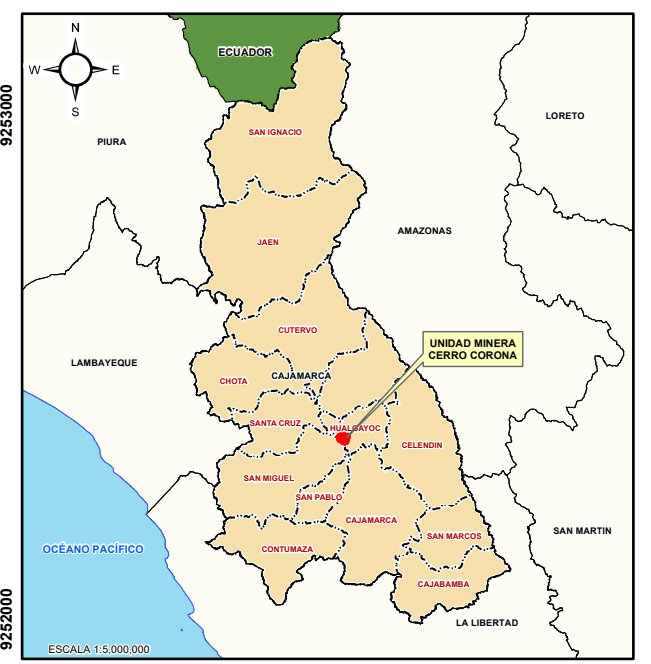 N
W
E
S
ECUADOR
9253000
LORETO
SAN IGNACIO
PIURA
AMAZONAS
JAEN
CUTERVO
UNIDAD MINERA
CERRO CORONA
LAMBAYEQUE
CAJAMARCA
CHOTA
SANTA CRUZ
HUALGAYOC
CELENDIN
SAN MIGUEL
SAN PABLO
CAJAMARCA
SAN MARCOS
SAN MARTIN
OCÉANO PACÍFICO
CONTUMAZA
CAJABAMBA
9252000
LA LIBERTAD
ESCALA 1:5,000,000